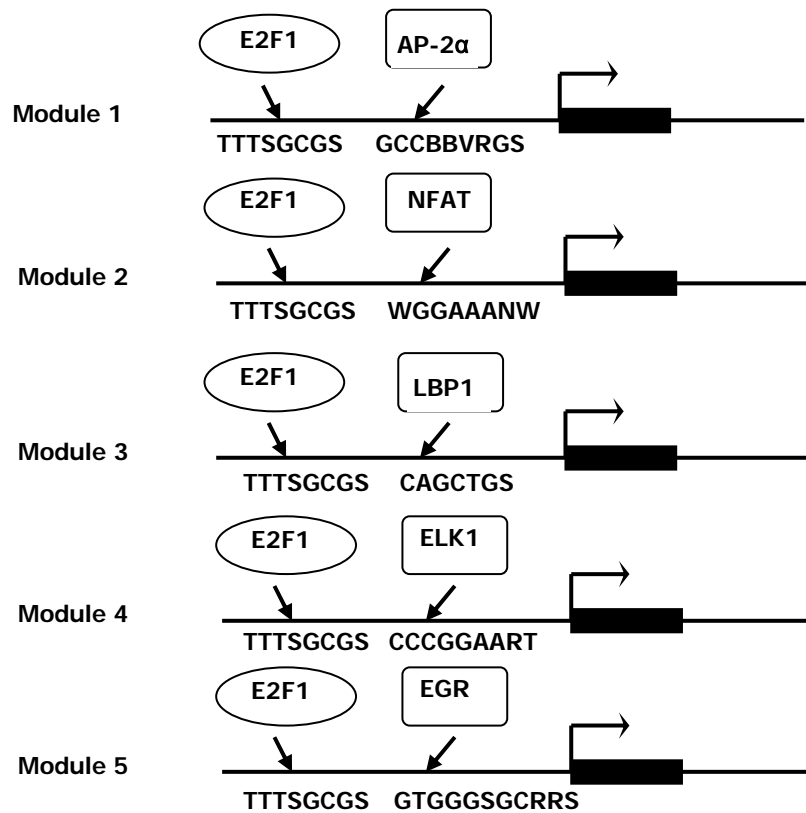 E2F1 AP-2α
Module 1
TTTSGCGS GCCBBVRGS
E2F1 NFAT
Module 2
TTTSGCGS WGGAAANW
E2F1 LBP1
Module 3
TTTSGCGS CAGCTGS
E2F1 ELK1
Module 4
TTTSGCGS CCCGGAART
E2F1 EGR
Module 5
TTTSGCGS GTGGGSGCRRS